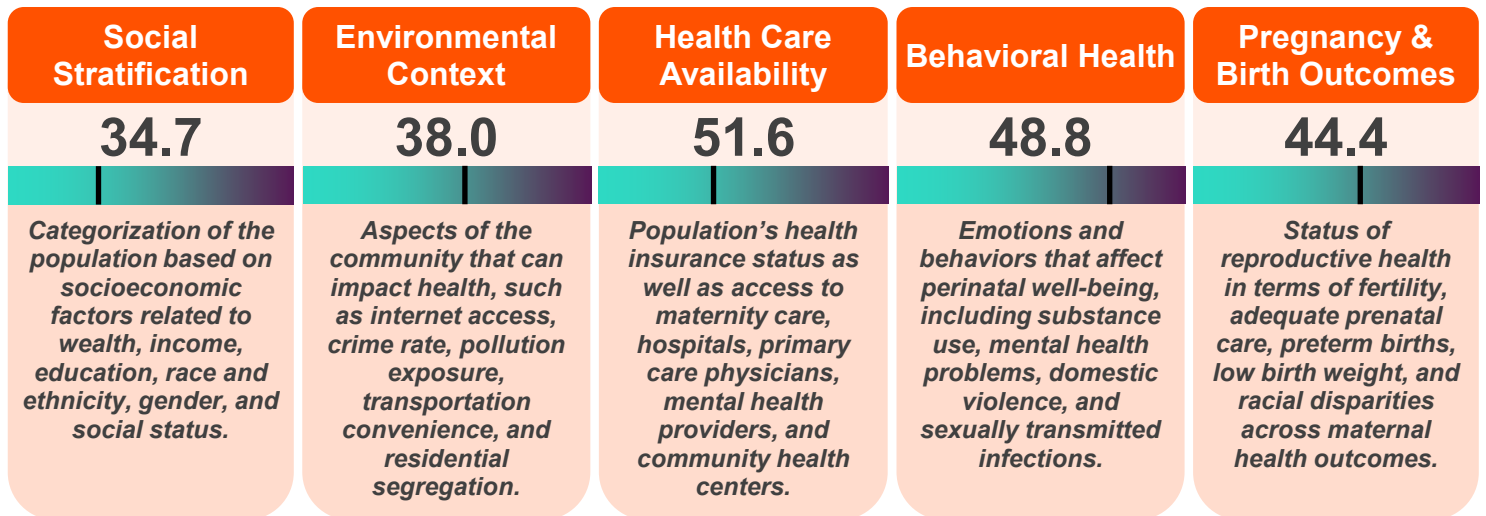 Social
Stratification
34.7
Categorization of the
population based on
socioeconomic
factors related to
wealth, income,
education, race and
ethnicity, gender, and
social status.
Environmental
Context
38.0
Aspects of the
community that can
impact health, such
as internet access,
crime rate, pollution
exposure,
transportation
convenience, and
residential
segregation.
Health Care
Availability
51.6
Population’s health
insurance status as
well as access to
maternity care,
hospitals, primary
care physicians,
mental health
providers, and
community health
centers.
Behavioral Health
48.8
Emotions and
behaviors that affect
perinatal well-being,
including substance
use, mental health
problems, domestic
violence, and
sexually transmitted
infections.
Pregnancy &
Birth Outcomes
44.4
Status of
reproductive health
in terms of fertility,
adequate prenatal
care, preterm births,
low birth weight, and
racial disparities
across maternal
health outcomes.